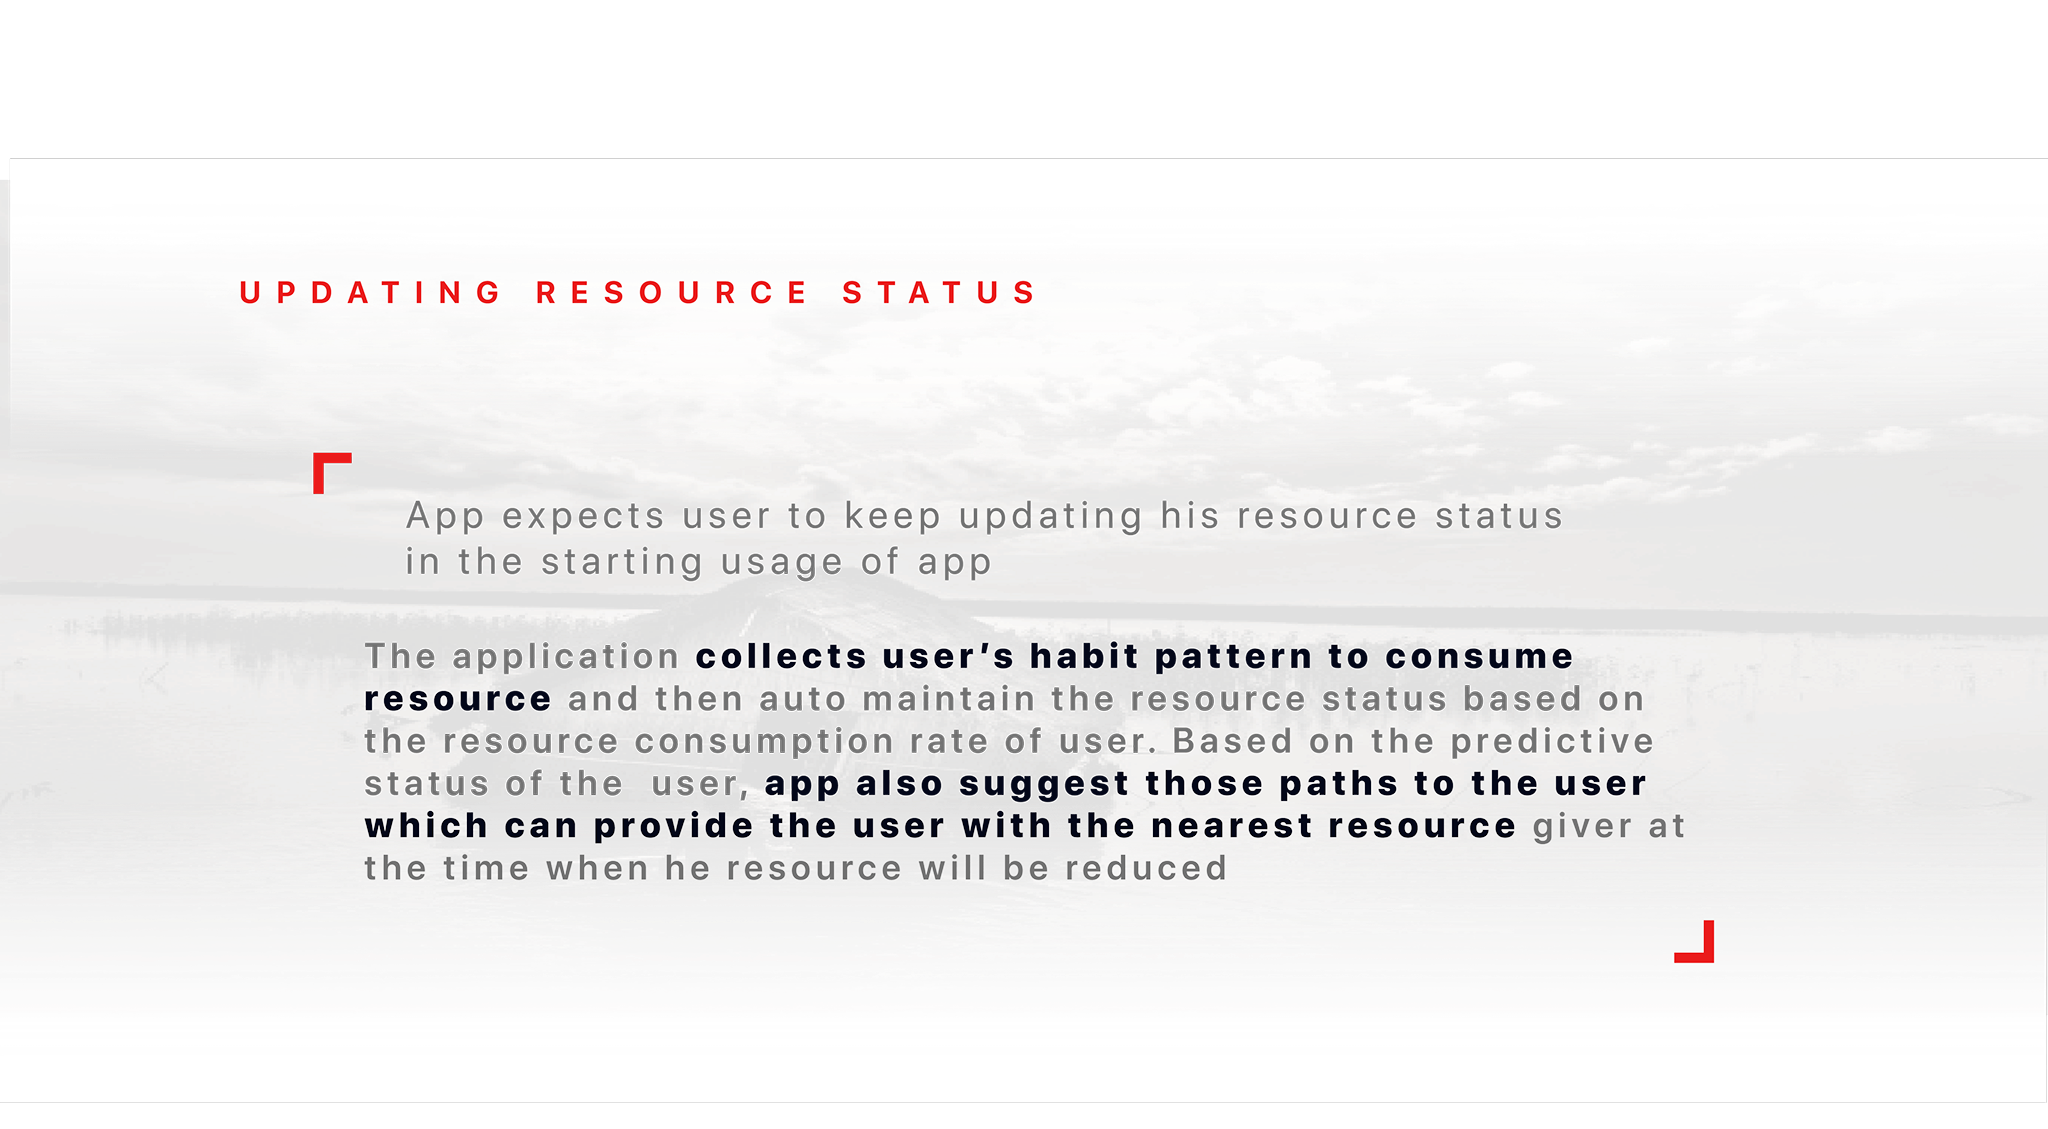 UPDATING RESOURCE STATUS
App expects user to keep updating his resource status
in the starting usage of app
The application collects user’s habit pattern to consume
resource and then auto maintain the resource status based on
the resource consumption rate of user. Based on the predictive
status of the  user, app also suggest those paths to the user
which can provide the user with the nearest resource giver at
the time when he resource will be reduced